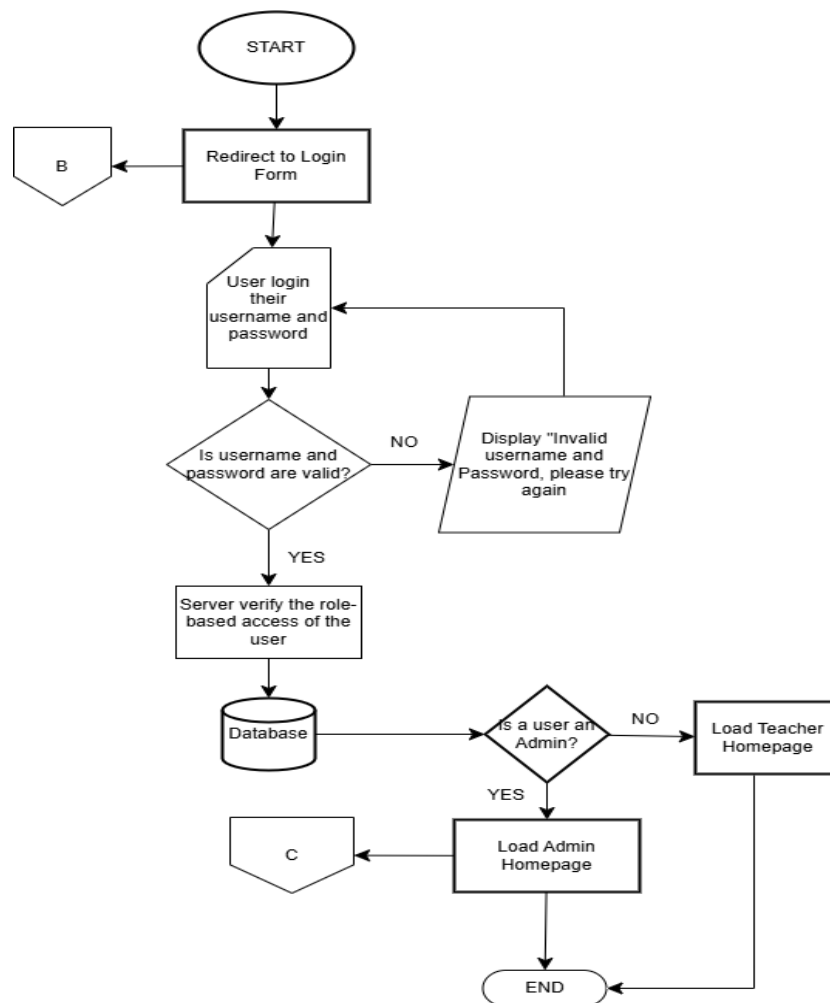 START
B
Redirect to Login
Form
User login
their
username and
password
Is username and
password are valid?
NO
Display "Invalid
username and
Password, please try
again
YES
Server verify the role-
based access of the
user
Database
Is a user an
Admin?
NO
Load Teacher
Homepage
YES
C
Load Admin
Homepage
END